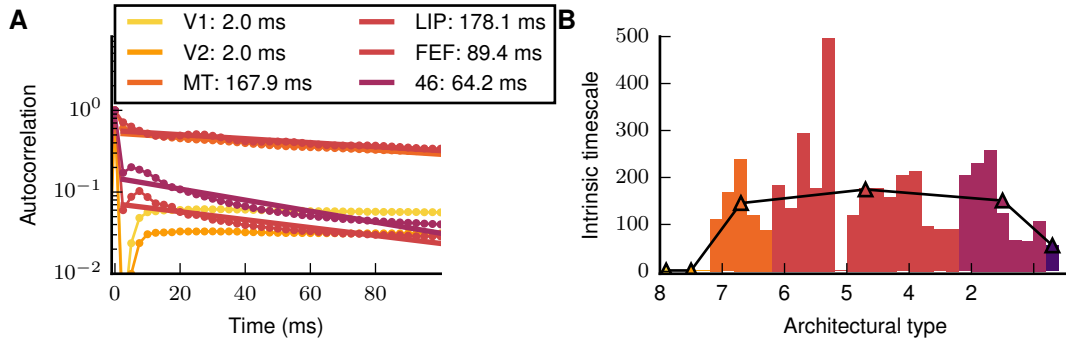 A
V1: 2.0 ms
V2: 2.0 ms
MT: 167.9 ms
LIP: 178.1 ms
FEF: 89.4 ms
46: 64.2 ms
10^0
10^-1
10^-2
Autocorrelation
0
20
40
60
80
Time (ms)
B
500
400
300
200
100
0
Intrinsic timescale
8
7
6
5
4
2
Architectural type